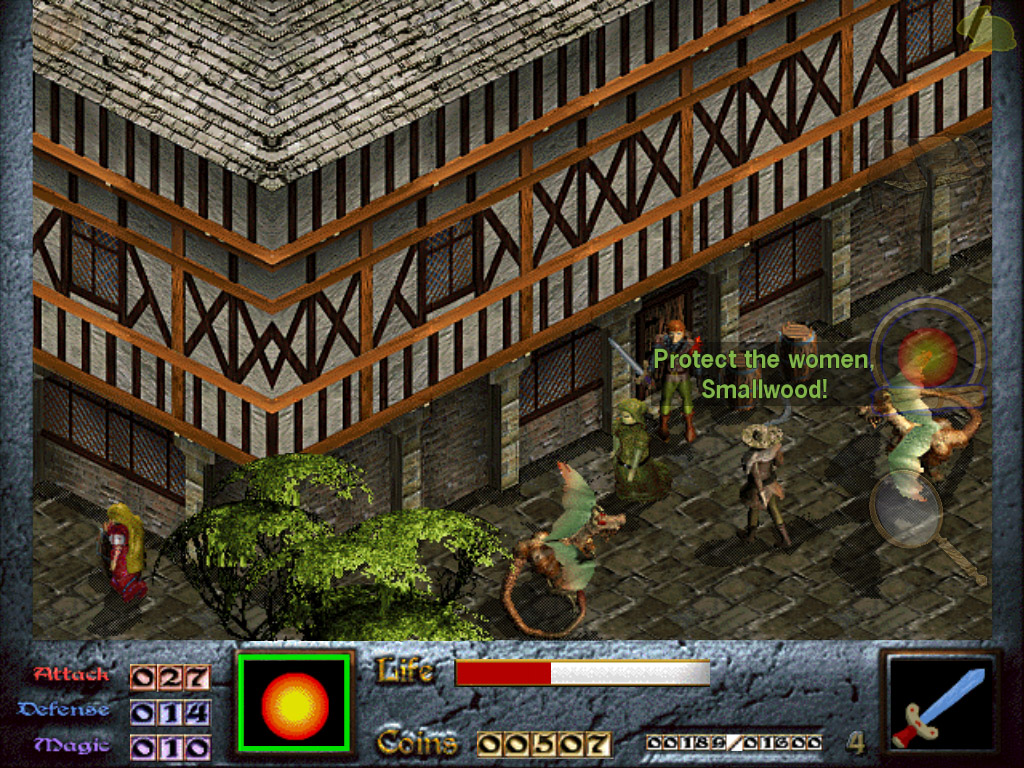 Protect the women,
Smallwood!
Attack 027
Defense 014
Magic 010
Life
Coins 00507
00189/01600 4